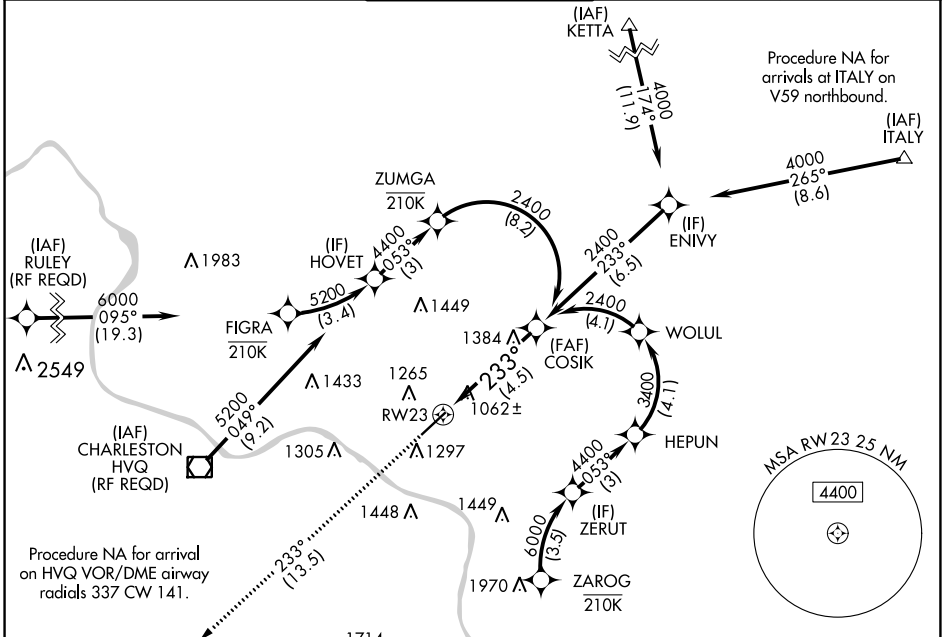 (IAF)
KETTA
4000
174°
(11.9)
Procedure NA for
arrivals at ITALY on
V59 northbound.
(IAF)
ITALY
4000
265°
(8.6)
ZUMGA
210K
2400
(8.2)
(IF)
ENIVY
2400
233°
(6.5)
(IF)
HOVET
4400
053°
(3)
1983
(IAF)
RULEY
(RF REQD)
6000
095°
(19.3)
5200
(3.4)
FIGRA
210K
1449
2400
(4.1)
WOLUL
1384
(FAF)
COSIK
2549
1433
1265
233°
(4.5)
RW23
1062±
3400
(4.1)
5200
049°
(9.2)
(IAF)
CHARLESTON
HVQ
(RF REQD)
1305
1297
HEPUN
4400
053°
(3)
(IF)
ZERUT
1448
1449
6000
(3.5)
1970
ZAROG
210K
MSA RW 23 25 NM
4400
Procedure NA for arrival
on HVQ VOR/DME airway
radials 337 CW 141.
233°
(13.5)